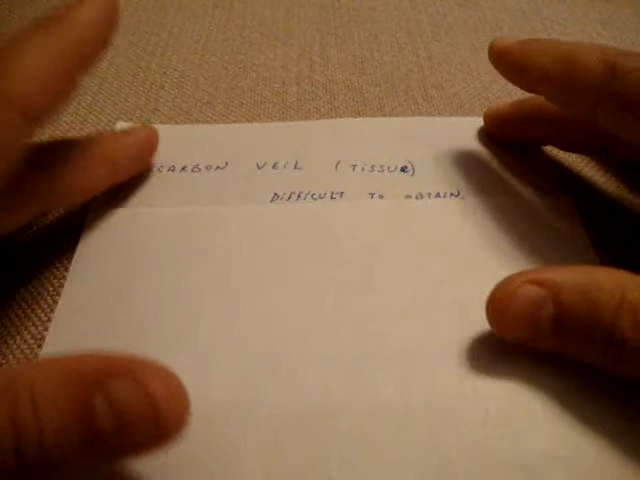 CARBON VEIL (TISSUE)
DIFFICULT TO OBTAIN.